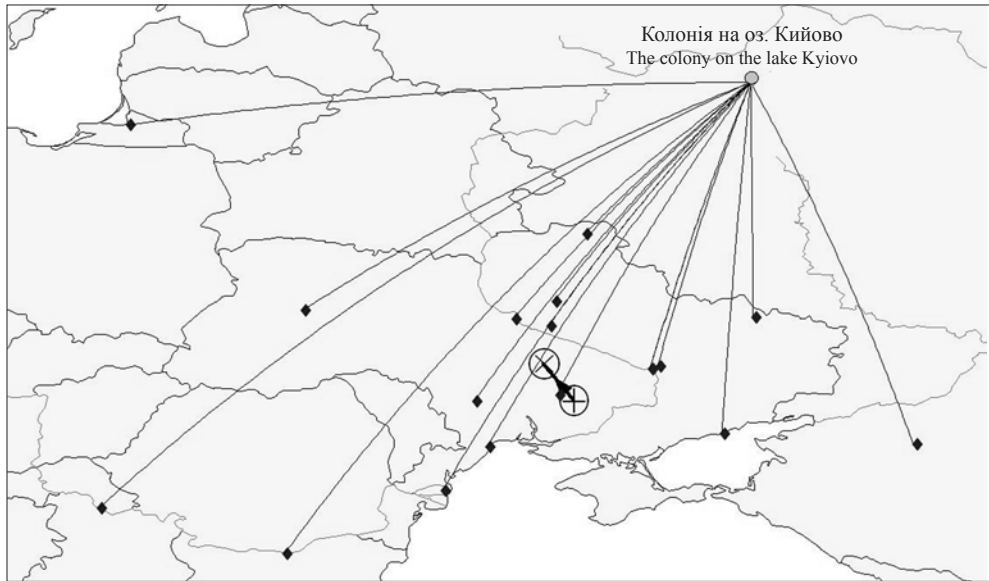 Колонія на оз. Кийово
The colony on the lake Kyiovo